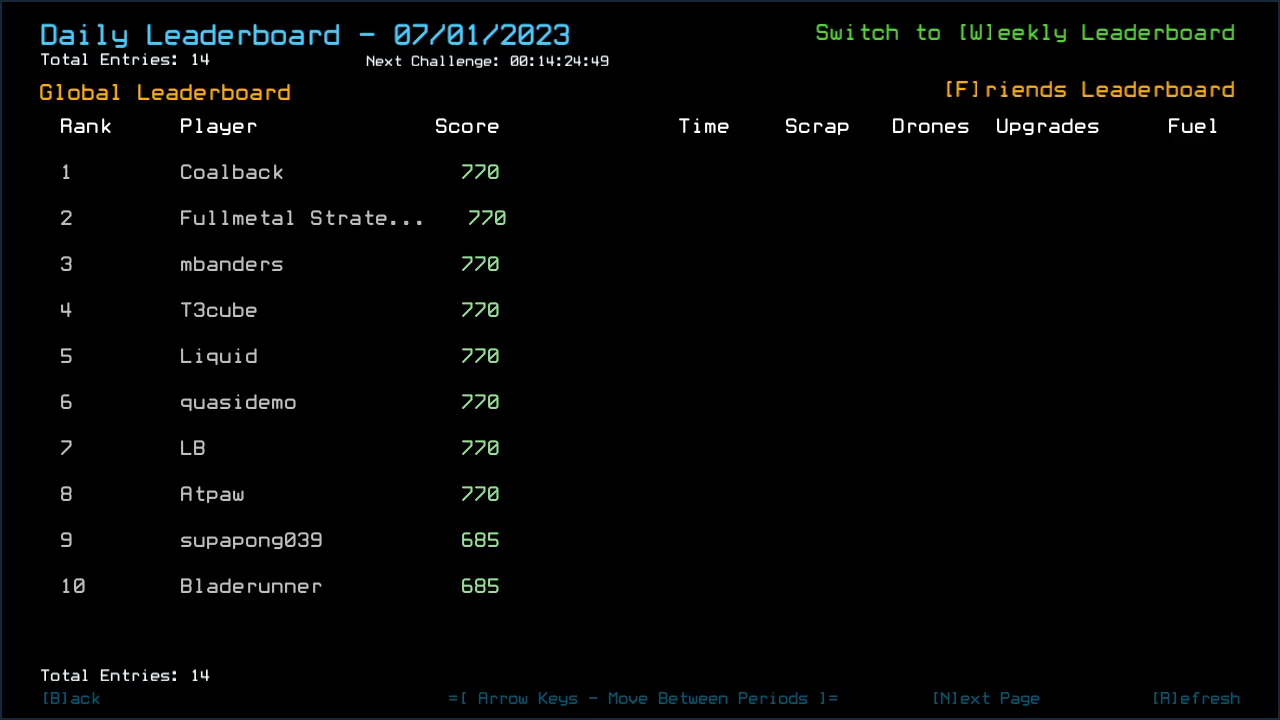 Daily Leaderboard - 07/01/2023 Switch to [W]eekly Leaderboard
Total Entries: 14 Next Challenge: 00:14:24:49
Global Leaderboard [F]riends Leaderboard
Rank Player Score Time Scrap Drones Upgrades Fuel
1 Coalback 770
2 Fullmetal Strate... 770
3 mbanders 770
4 T3cube 770
5 Liquid 770
6 quasidemo 770
7 LB 770
8 Atpaw 770
9 supapong039 685
10 Bladerunner 685
Total Entries: 14
[B]ack =[ Arrow Keys - Move Between Periods ]= [N]ext Page [R]efresh